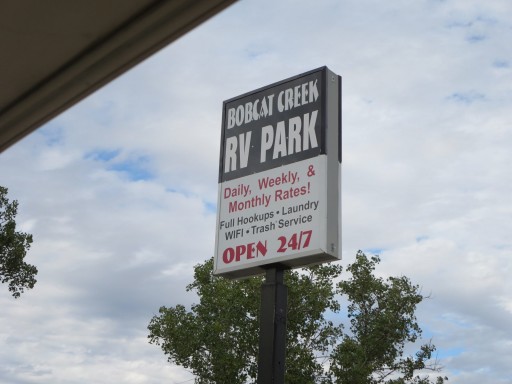 BOBCAT CREEK
RV PARK
Daily, Weekly, &
Monthly Rates!
Full Hookups • Laundry
WIFI • Trash Service
OPEN 24/7